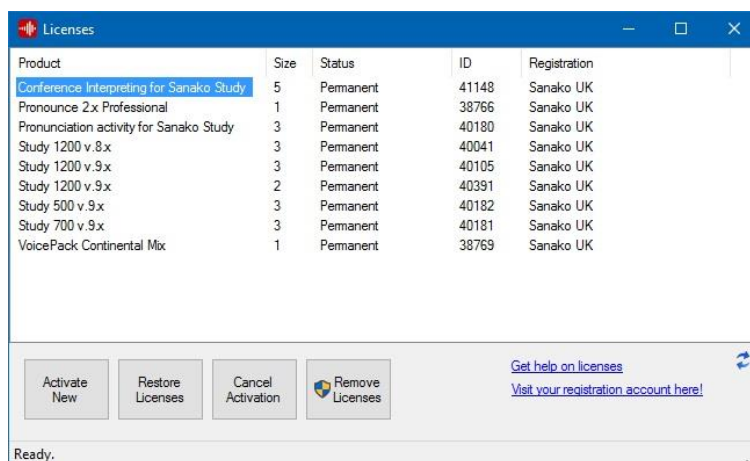 Licenses
Product Size Status ID Registration
Conference Interpreting for Sanako Study 5 Permanent 41148 Sanako UK
Pronounce 2.x Professional 1 Permanent 38766 Sanako UK
Pronunciation activity for Sanako Study 3 Permanent 40180 Sanako UK
Study 1200 v.8.x 3 Permanent 40041 Sanako UK
Study 1200 v.9.x 3 Permanent 40105 Sanako UK
Study 1200 v.9.x 2 Permanent 40391 Sanako UK
Study 500 v.9.x 3 Permanent 40182 Sanako UK
Study 700 v.9.x 3 Permanent 40181 Sanako UK
VoicePack Continental Mix 1 Permanent 38769 Sanako UK
Activate
New
Restore
Licenses
Cancel
Activation
Remove
Licenses
Get help on licenses
Visit your registration account here!
Ready.